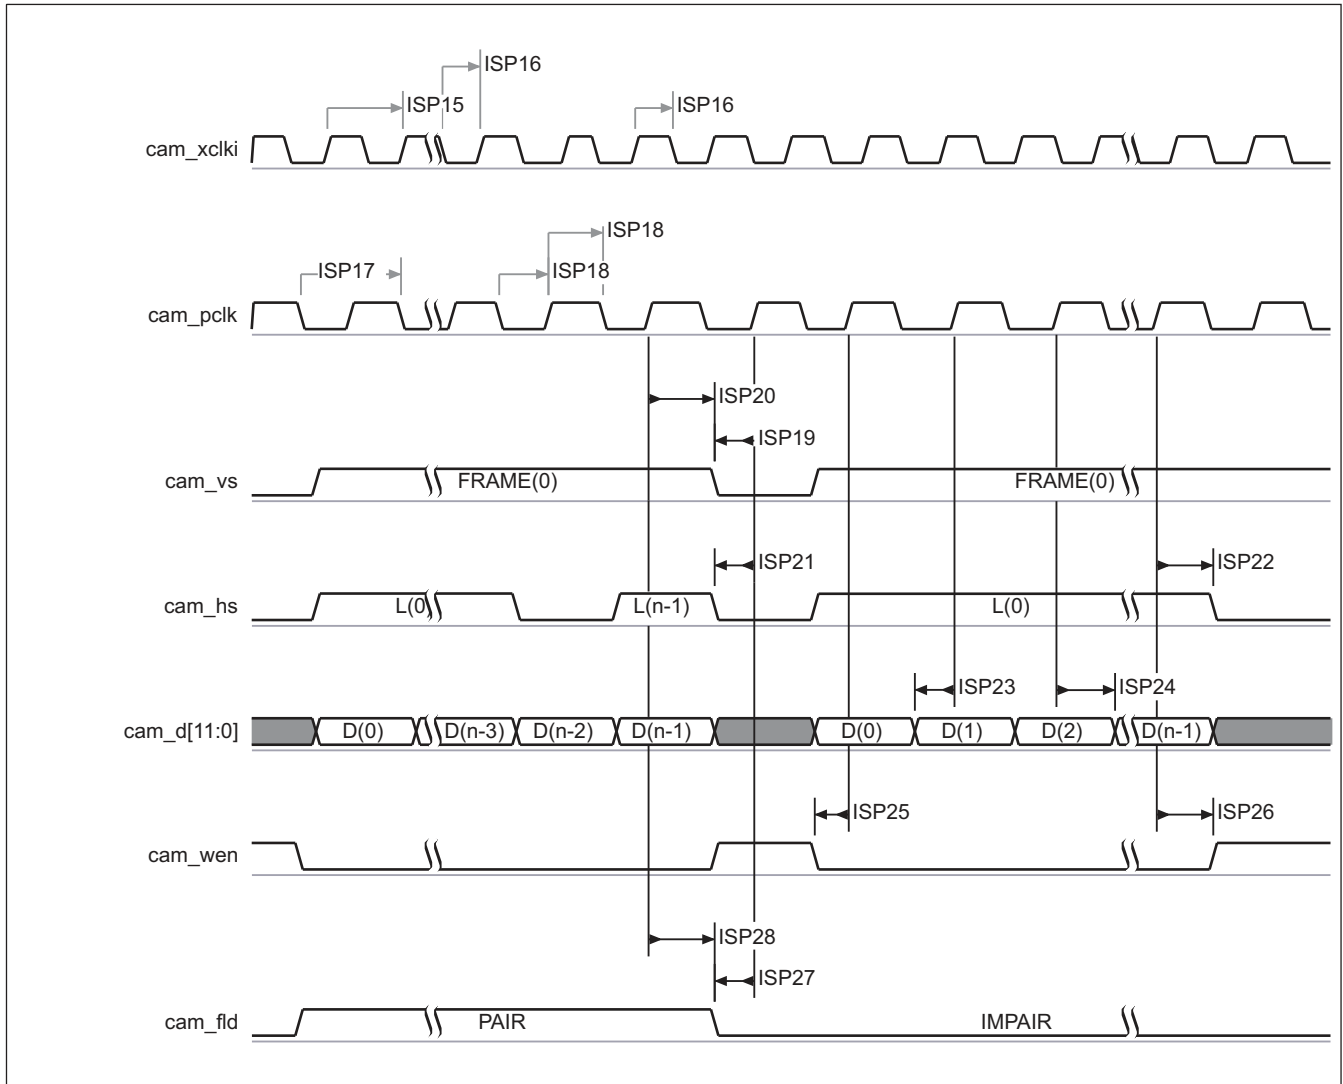 ISP16
ISP15 ISP16
cam_xclki
ISP18
ISP17 ISP18
cam_pclk
ISP20
ISP19
cam_vs FRAME(0) FRAME(0)
ISP21 ISP22
cam_hs L(0) L(n-1) L(0)
ISP23 ISP24
cam_d[11:0] D(0) D(n-3) D(n-2) D(n-1) D(0) D(1) D(2) D(n-1)
ISP25 ISP26
cam_wen
ISP28
ISP27
cam_fld PAIR IMPAIR